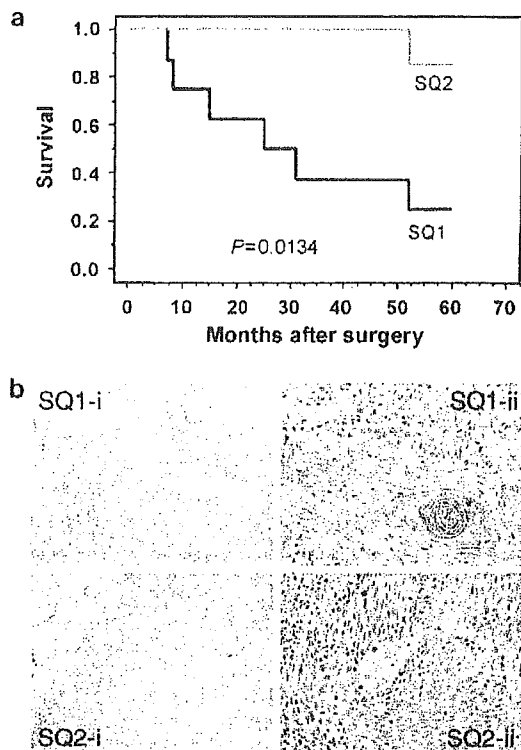 a
1.0
0.8
0.6
0.4
0.2
0.0
Survival
SQ2
SQ1
P=0.0134
0 10 20 30 40 50 60 70
Months after surgery
b
SQ1-i
SQ1-ii
SQ2-i
SQ2-ii